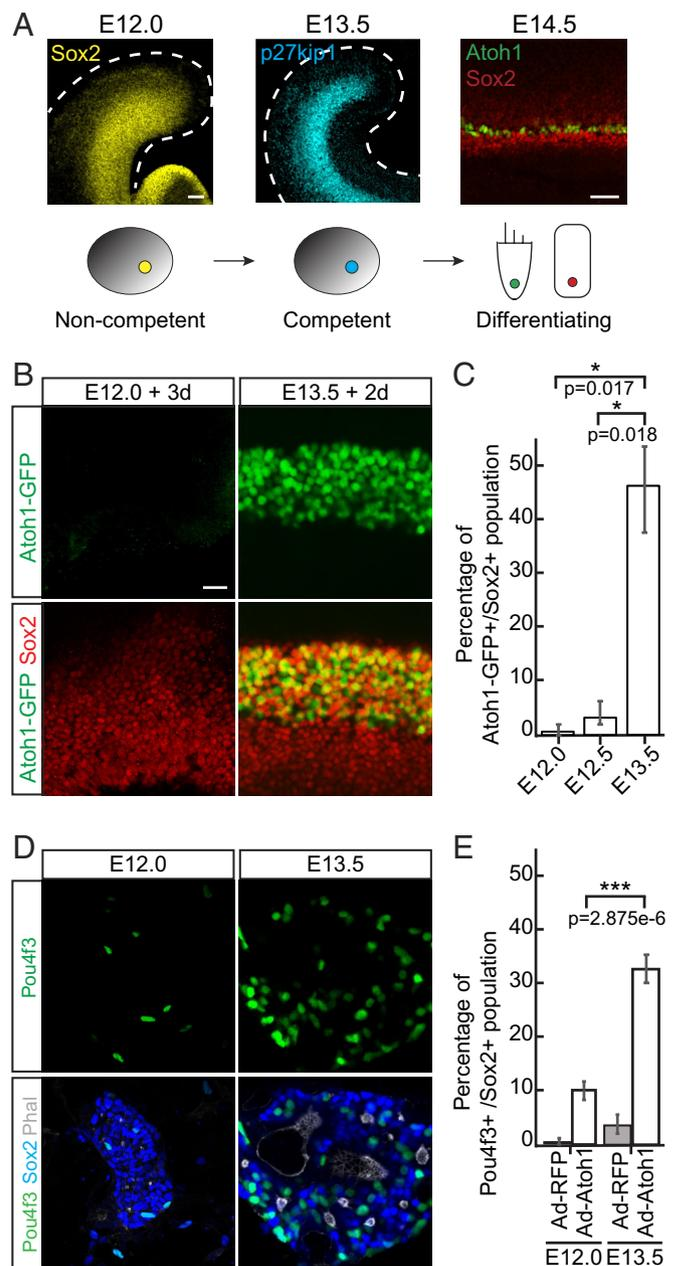 A
E12.0
E13.5
E14.5
Sox2
p27kip1
Atoh1
Sox2
Non-competent
Competent
Differentiating
B
E12.0 + 3d
E13.5 + 2d
Atoh1-GFP
Atoh1-GFP Sox2
C
*
p=0.017
*
p=0.018
Percentage of
Atoh1-GFP+/Sox2+ population
50
40
30
20
10
0
E12.0
E12.5
E13.5
D
E12.0
E13.5
Pou4f3
Pou4f3 Sox2 Phal
E
***
p=2.875e-6
Percentage of
Pou4f3+ /Sox2+ population
50
40
30
20
10
0
Ad-RFP
Ad-Atoh1
Ad-RFP
Ad-Atoh1
E12.0
E13.5